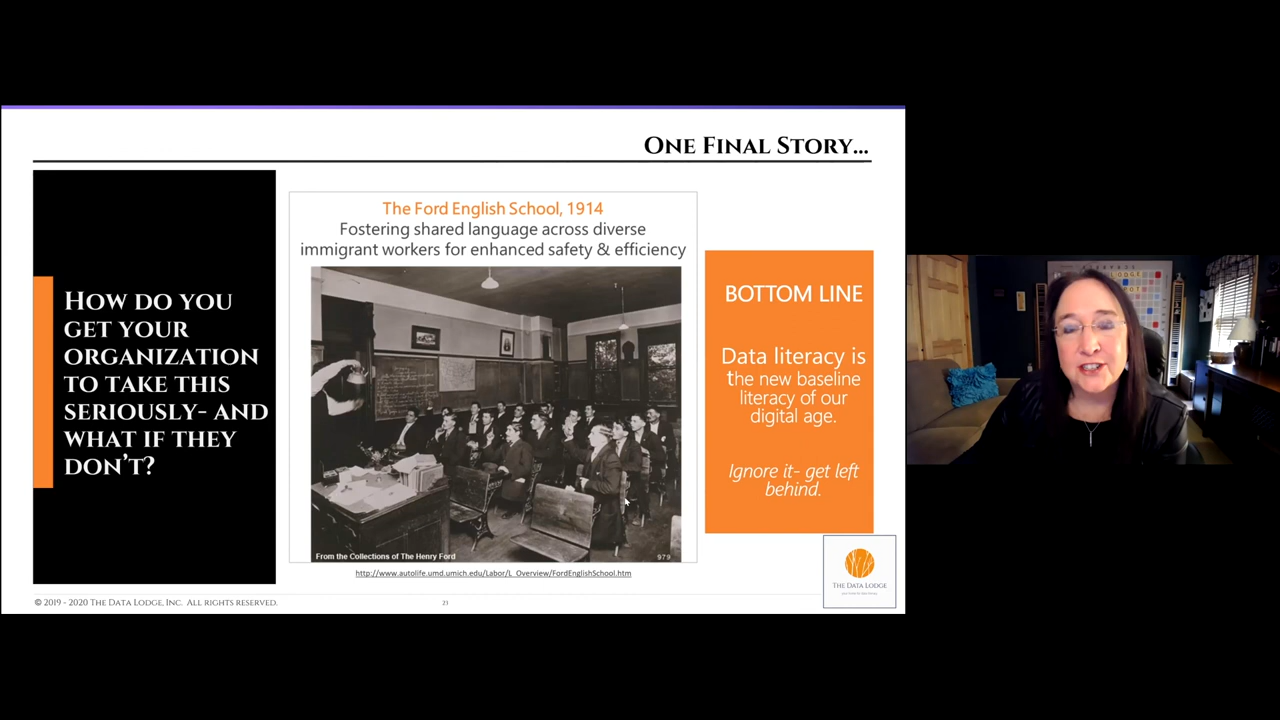 One Final Story...
How do you
get your
organization
to take this
seriously- and
what if they
don't?
The Ford English School, 1914
Fostering shared language across diverse
immigrant workers for enhanced safety & efficiency
From the Collections of The Henry Ford
979
http://www.autolife.umd.umich.edu/Labor/L_Overview/FordEnglishSchool.htm
BOTTOM LINE
Data literacy is
the new baseline
literacy of our
digital age.
Ignore it- get left
behind.
The Data Lodge
© 2019 - 2020 The Data Lodge, Inc. All rights reserved.
23
LODGE